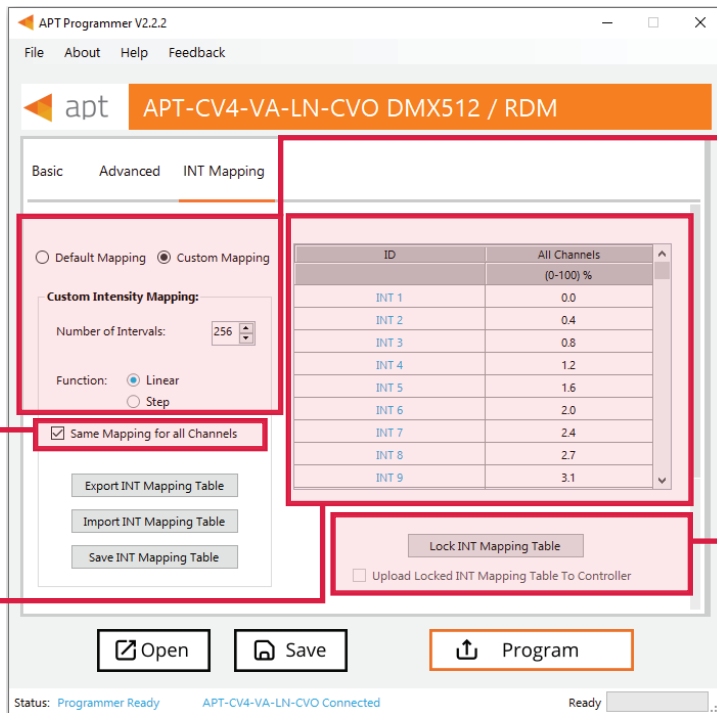 APT Programmer V2.2.2
File About Help Feedback
apt APT-CV4-VA-LN-CVO DMX512 / RDM
Basic Advanced INT Mapping
Default Mapping Custom Mapping
Custom Intensity Mapping:
Number of Intervals: 256
Function: Linear
Step
Same Mapping for all Channels
Export INT Mapping Table
Import INT Mapping Table
Save INT Mapping Table
ID All Channels
(0-100) %
INT 1 0.0
INT 2 0.4
INT 3 0.8
INT 4 1.2
INT 5 1.6
INT 6 2.0
INT 7 2.4
INT 8 2.7
INT 9 3.1
Lock INT Mapping Table
Upload Locked INT Mapping Table To Controller
Open Save Program
Status: Programmer Ready APT-CV4-VA-LN-CVO Connected Ready